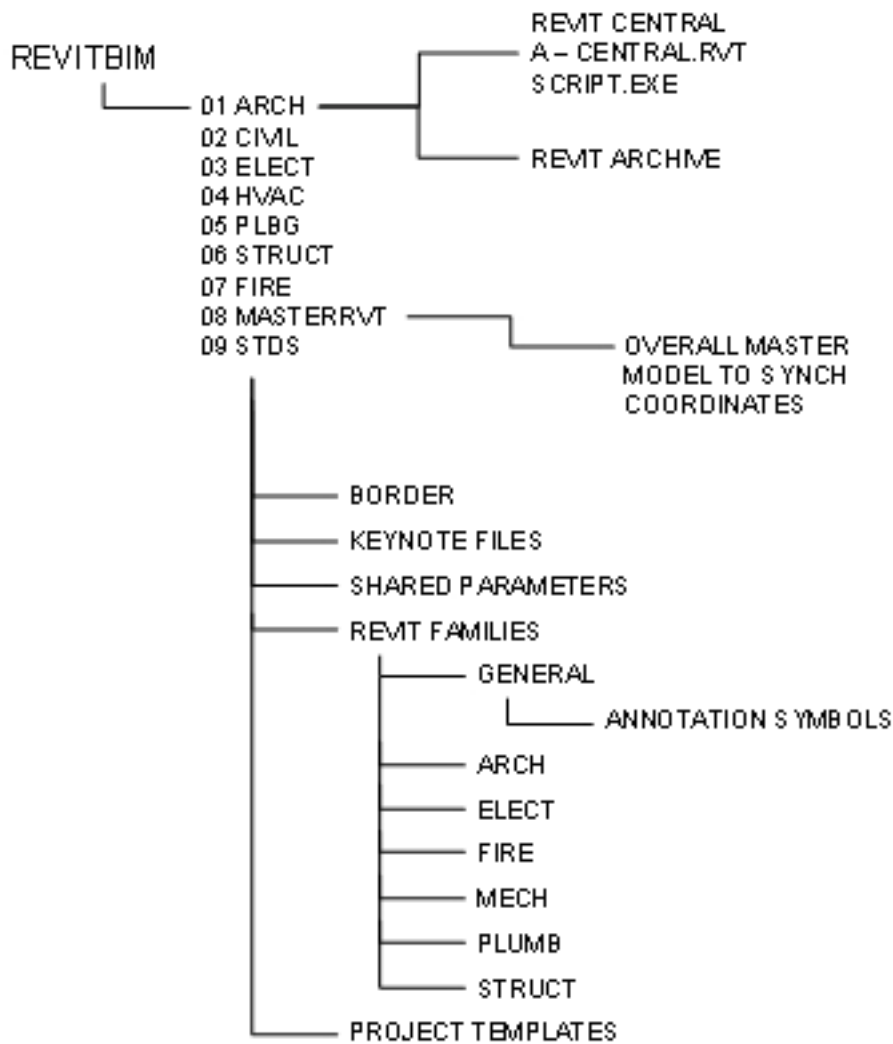 REVITBIM
REVIT CENTRAL
A – CENTRAL.RVT
SCRIPT.EXE
REVIT ARCHIVE
01 ARCH
02 CIVIL
03 ELECT
04 HVAC
05 PLBG
06 STRUCT
07 FIRE
08 MASTERRVT
09 STDS
OVERALL MASTER
MODEL TO SYNCH
COORDINATES
BORDER
KEYNOTE FILES
SHARED PARAMETERS
REVIT FAMILIES
GENERAL
ANNOTATION SYMBOLS
ARCH
ELECT
FIRE
MECH
PLUMB
STRUCT
PROJECT TEMPLATES